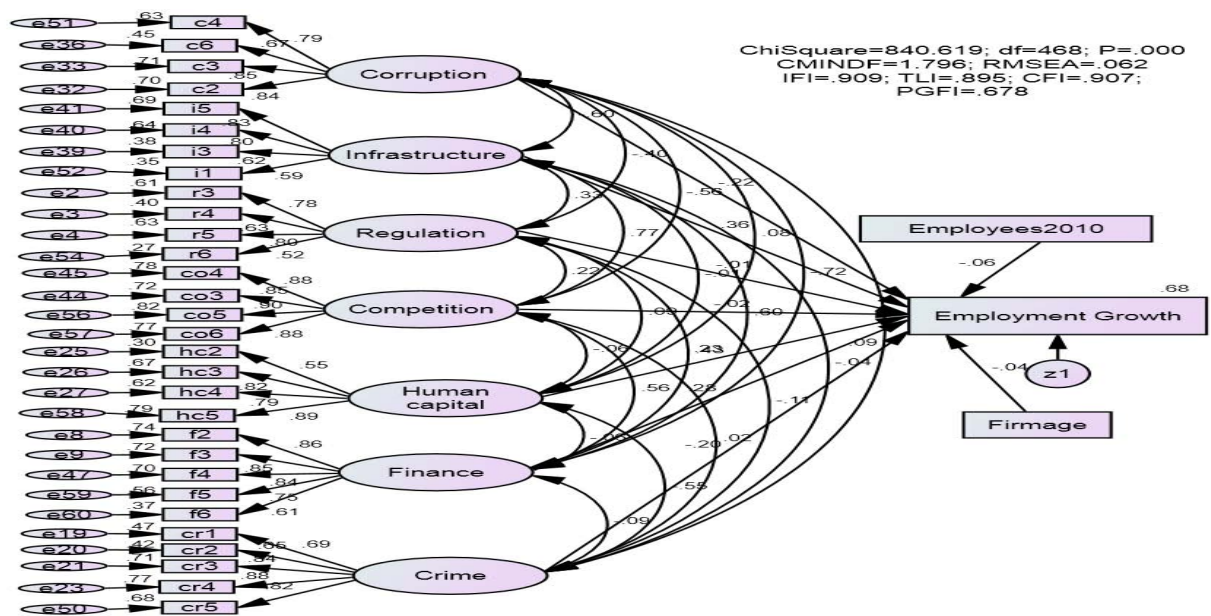 ChiSquare=840.619; df=468; P=.000
CMINDF=1.796; RMSEA=.062
IFI=.909; TLI=.895; CFI=.907;
PGFI=.678
e51 .63 c4 .79
e36 .45 c6 .67
e33 .71 c3 .85
e32 .70 c2 .84
Corruption
e41 .69 i5 .83
e40 .64 i4 .80
e39 .38 i3 .62
e52 .35 i1 .59
Infrastructure
e2 .61 r3 .78
e3 .40 r4 .63
e4 .63 r5 .80
e54 .27 r6 .52
Regulation
e45 .78 co4 .88
e44 .72 co3 .85
e56 .82 co5 .90
e57 .77 co6 .88
Competition
e25 .30 hc2 .55
e26 .67 hc3 .82
e27 .62 hc4 .79
e58 .79 hc5 .89
Human
capital
e8 .74 f2 .86
e9 .72 f3 .85
e47 .70 f4 .84
e59 .56 f5 .75
e60 .37 f6 .61
Finance
e19 .47 cr1 .69
e20 .42 cr2 .65
e21 .71 cr3 .84
e23 .77 cr4 .88
e50 .68 cr5 .82
Crime
.60
-.40
-.56
-.22
.33
.77
.36
.08
-.72
.22
-.01
-.02
.60
-.06
.56
.28
.09
-.04
-.11
-.20
.02
-.55
-.09
Employees2010
-.06
.68
Employment Growth
-.04
z1
Firmage